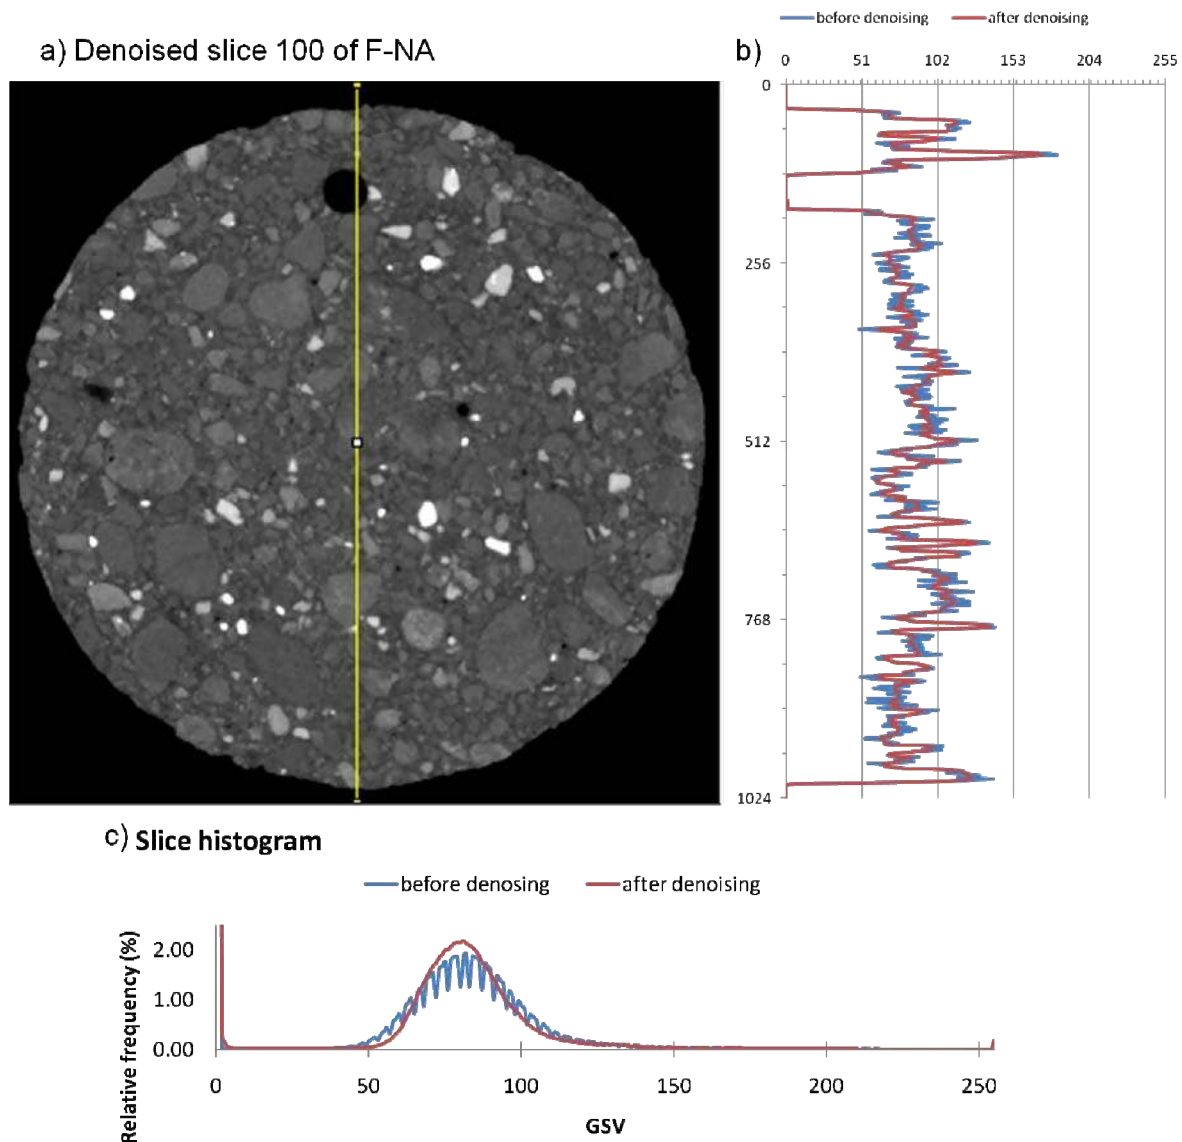 before denoising after denoising
a) Denoised slice 100 of F-NA
b)
0 51 102 153 204 255
0
256
512
768
1024
c) Slice histogram
before denosing after denoising
Relative frequency (%)
2.00
1.00
0.00
0 50 100 150 200 250
GSV